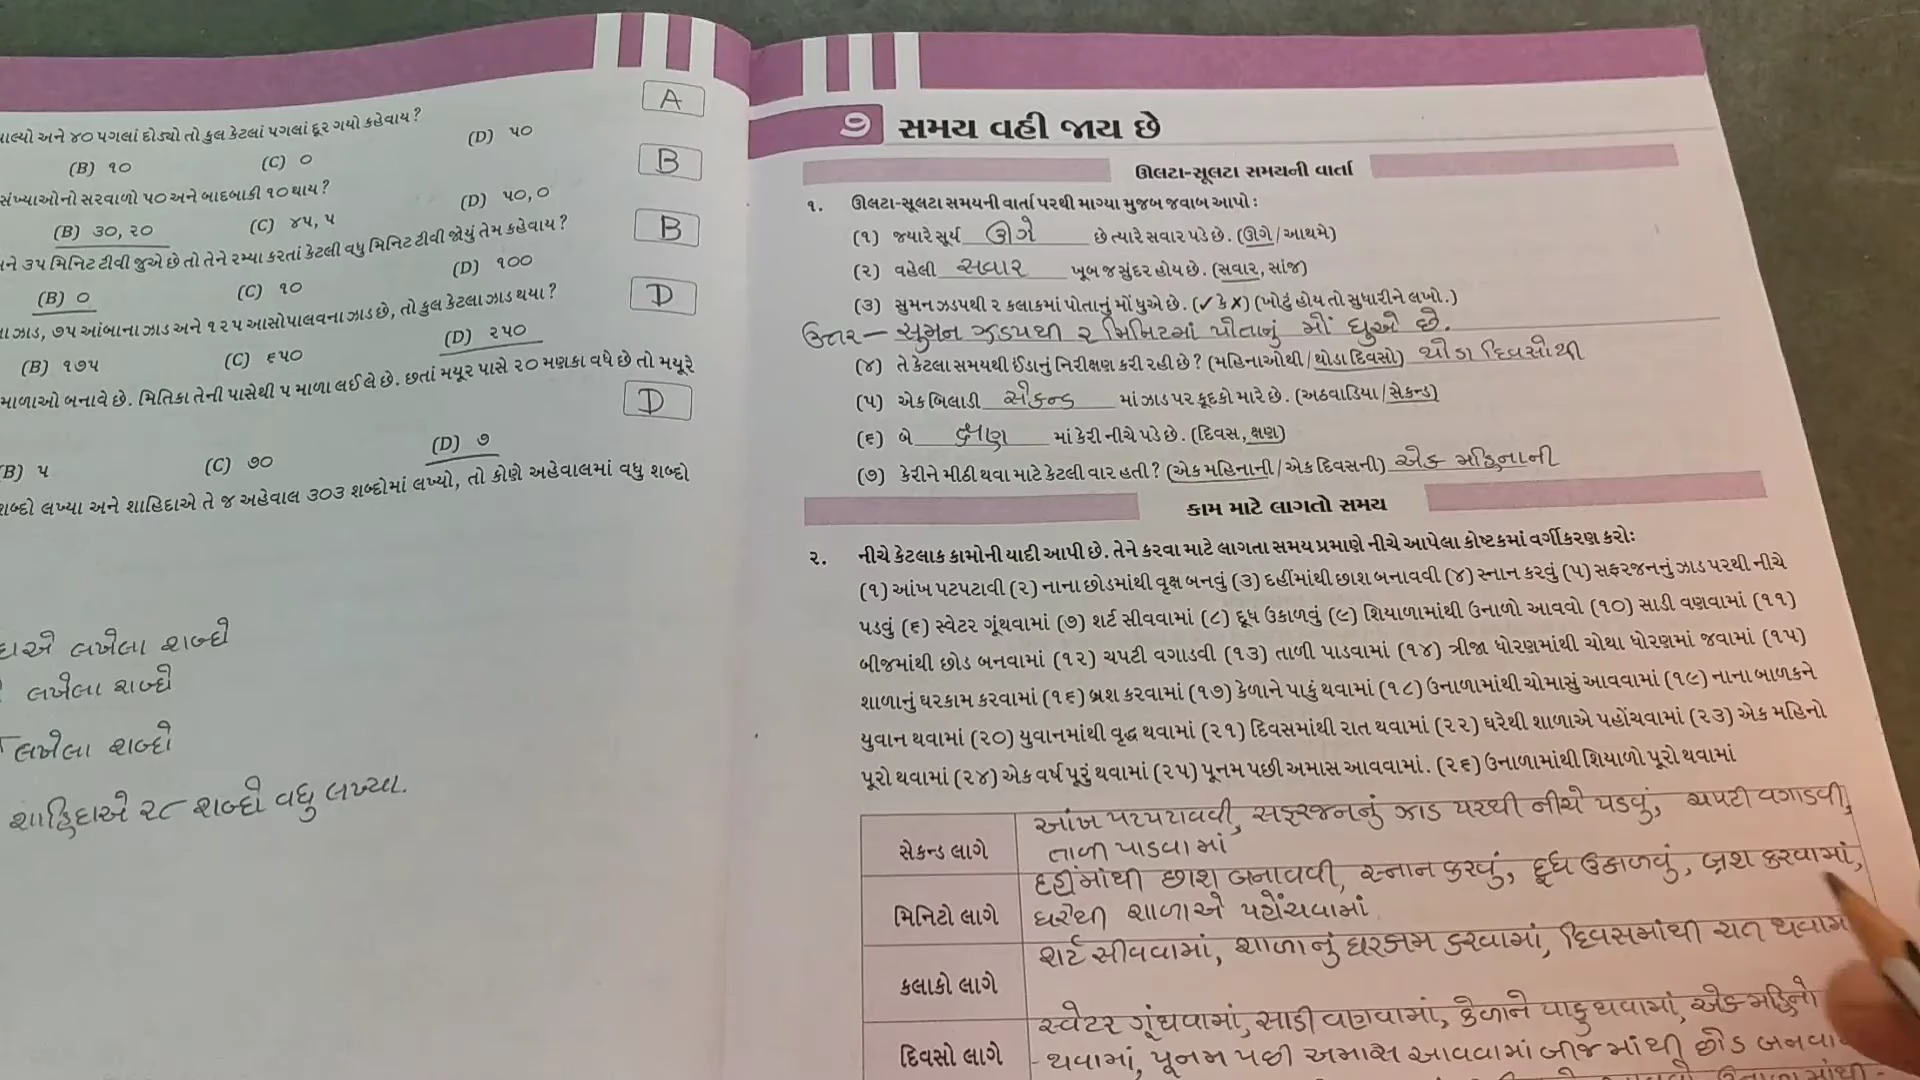 ચાલ્યો અને ૪૦ પગલાં દોડ્યો તો કુલ કેટલાં પગલાં દૂર ગયો કહેવાય?
A
(B) ૧૦ (C) ૦ (D) ૫૦
સંખ્યાઓનો સરવાળો ૫૦ અને બાદબાકી ૧૦ થાય?
B
(B) ૩૦, ૨૦ (C) ૪૫, ૫ (D) ૫૦, ૦
અને ૩૫ મિનિટ ટીવી જુએ છે તો તેને રમ્યા કરતાં કેટલી વધુ મિનિટ ટીવી જોયું તેમ કહેવાય?
B
(B) ૦ (C) ૧૦ (D) ૧૦૦
ના ઝાડ, ૭૫ આંબાના ઝાડ અને ૧૨૫ આસોપાલવના ઝાડ છે, તો કુલ કેટલા ઝાડ થયા?
D
(B) ૧૭૫ (C) ૬૫૦ (D) ૨૫૦
માળાઓ બનાવે છે. મિતિકા તેની પાસેથી ૫ માળા લઈ લે છે. છતાં મયૂર પાસે ૨૦ મણકા વધે છે તો મયૂરે
D
(B) ૫ (C) ૭૦ (D) ૭
શબ્દો લખ્યા અને શાહિદાએ તે જ અહેવાલ ૩૦૩ શબ્દોમાં લખ્યો, તો કોણે અહેવાલમાં વધુ શબ્દો
દાએ લખેલા શબ્દો
લખેલા શબ્દો
લખેલા શબ્દો
શાહિદાએ ૨૮ શબ્દો વધુ લખ્યા.
૭ સમય વહી જાય છે
ઊલટા-સૂલટા સમયની વાર્તા
૧. ઊલટા-સૂલટા સમયની વાર્તા પરથી માગ્યા મુજબ જવાબ આપો :
(૧) જ્યારે સૂર્ય ઊગે છે ત્યારે સવાર પડે છે. (ઊગે / આથમે)
(૨) વહેલી સવાર ખૂબ જ સુંદર હોય છે. (સવાર, સાંજ)
(૩) સુમન ઝડપથી ૨ કલાકમાં પોતાનું મોં ધુએ છે. (✓ કે ✗) (ખોટું હોય તો સુધારીને લખો.)
ઉત્તર – સુમન ઝડપથી ૨ મિનિટમાં પોતાનું મોં ધુએ છે.
(૪) તે કેટલા સમયથી ઈંડાનું નિરીક્ષણ કરી રહી છે? (મહિનાઓથી / થોડા દિવસો) થોડા દિવસોથી
(૫) એક બિલાડી સેકન્ડ માં ઝાડ પર કૂદકો મારે છે. (અઠવાડિયા / સેકન્ડ)
(૬) બે ક્ષણ માં કેરી નીચે પડે છે. (દિવસ, ક્ષણ)
(૭) કેરીને મીઠી થવા માટે કેટલી વાર હતી? (એક મહિનાની / એક દિવસની) એક મહિનાની
કામ માટે લાગતો સમય
૨. નીચે કેટલાક કામોની યાદી આપી છે. તેને કરવા માટે લાગતા સમય પ્રમાણે નીચે આપેલા કોષ્ટકમાં વર્ગીકરણ કરો:
(૧) આંખ પટપટાવી (૨) નાના છોડમાંથી વૃક્ષ બનવું (૩) દહીંમાંથી છાશ બનાવવી (૪) સ્નાન કરવું (૫) સફરજનનું ઝાડ પરથી નીચે
પડવું (૬) સ્વેટર ગૂંથવામાં (૭) શર્ટ સીવવામાં (૮) દૂધ ઉકાળવું (૯) શિયાળામાંથી ઉનાળો આવવો (૧૦) સાડી વણવામાં (૧૧)
બીજમાંથી છોડ બનવામાં (૧૨) ચપટી વગાડવી (૧૩) તાળી પાડવામાં (૧૪) ત્રીજા ધોરણમાંથી ચોથા ધોરણમાં જવામાં (૧૫)
શાળાનું ઘરકામ કરવામાં (૧૬) બ્રશ કરવામાં (૧૭) કેળાને પાકું થવામાં (૧૮) ઉનાળામાંથી ચોમાસું આવવામાં (૧૯) નાના બાળકને
યુવાન થવામાં (૨૦) યુવાનમાંથી વૃદ્ધ થવામાં (૨૧) દિવસમાંથી રાત થવામાં (૨૨) ઘરેથી શાળાએ પહોંચવામાં (૨૩) એક મહિનો
પૂરો થવામાં (૨૪) એક વર્ષ પૂરું થવામાં (૨૫) પૂનમ પછી અમાસ આવવામાં. (૨૬) ઉનાળામાંથી શિયાળો પૂરો થવામાં
સેકન્ડ લાગે આંખ પટપટાવવી, સફરજનનું ઝાડ પરથી નીચે પડવું, ચપટી વગાડવી,
તાળી પાડવામાં
મિનિટો લાગે દહીંમાંથી છાશ બનાવવી, સ્નાન કરવું, દૂધ ઉકાળવું, બ્રશ કરવામાં,
ઘરેથી શાળાએ પહોંચવામાં
કલાકો લાગે શર્ટ સીવવામાં, શાળાનું ઘરકામ કરવામાં, દિવસમાંથી રાત થવામાં
દિવસો લાગે સ્વેટર ગૂંથવામાં, સાડી વણવામાં, કેળાને પાકુ થવામાં, એક મહિનો
- થવામાં, પૂનમ પછી અમાસ આવવામાં બીજમાંથી છોડ બનવા